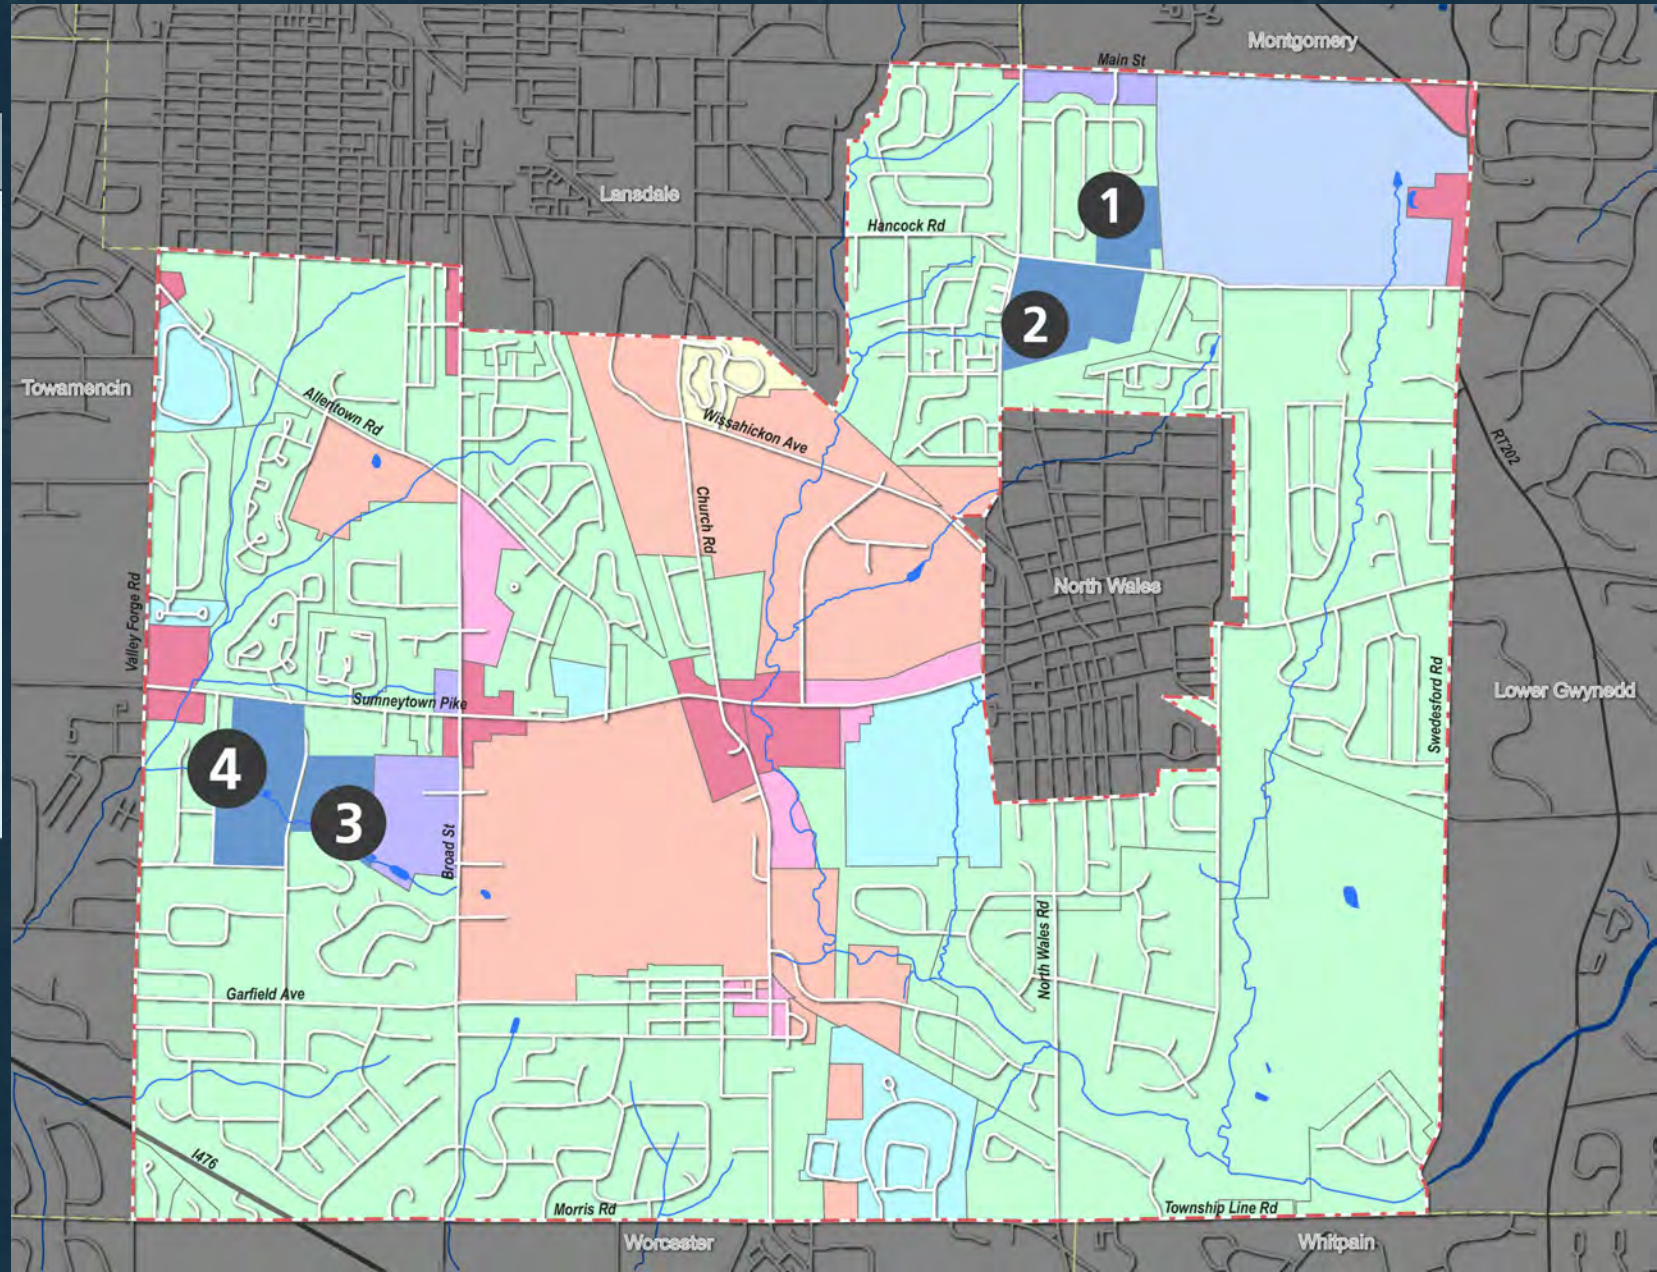 Montgomery
Main St
Lansdale
1
Hancock Rd
2
Towamencin
Allentown Rd
Wissahickon Ave
RT202
Church Rd
North Wales
Valley Forge Rd
Sumneytown Pike
Lower Gwynedd
Swedesford Rd
4
3
Broad St
North Wales Rd
Garfield Ave
I476
Morris Rd
Township Line Rd
Worcester
Whitpain